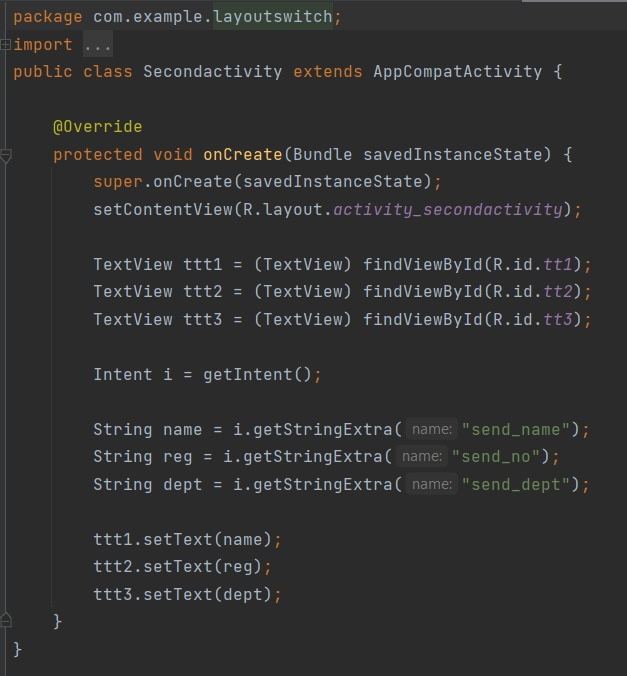 package com.example.layoutswitch;
import ...
public class Secondactivity extends AppCompatActivity {
@Override
protected void onCreate(Bundle savedInstanceState) {
super.onCreate(savedInstanceState);
setContentView(R.layout.activity_secondactivity);
TextView ttt1 = (TextView) findViewById(R.id.tt1);
TextView ttt2 = (TextView) findViewById(R.id.tt2);
TextView ttt3 = (TextView) findViewById(R.id.tt3);
Intent i = getIntent();
String name = i.getStringExtra( name: "send_name");
String reg = i.getStringExtra( name: "send_no");
String dept = i.getStringExtra( name: "send_dept");
ttt1.setText(name);
ttt2.setText(reg);
ttt3.setText(dept);
}
}